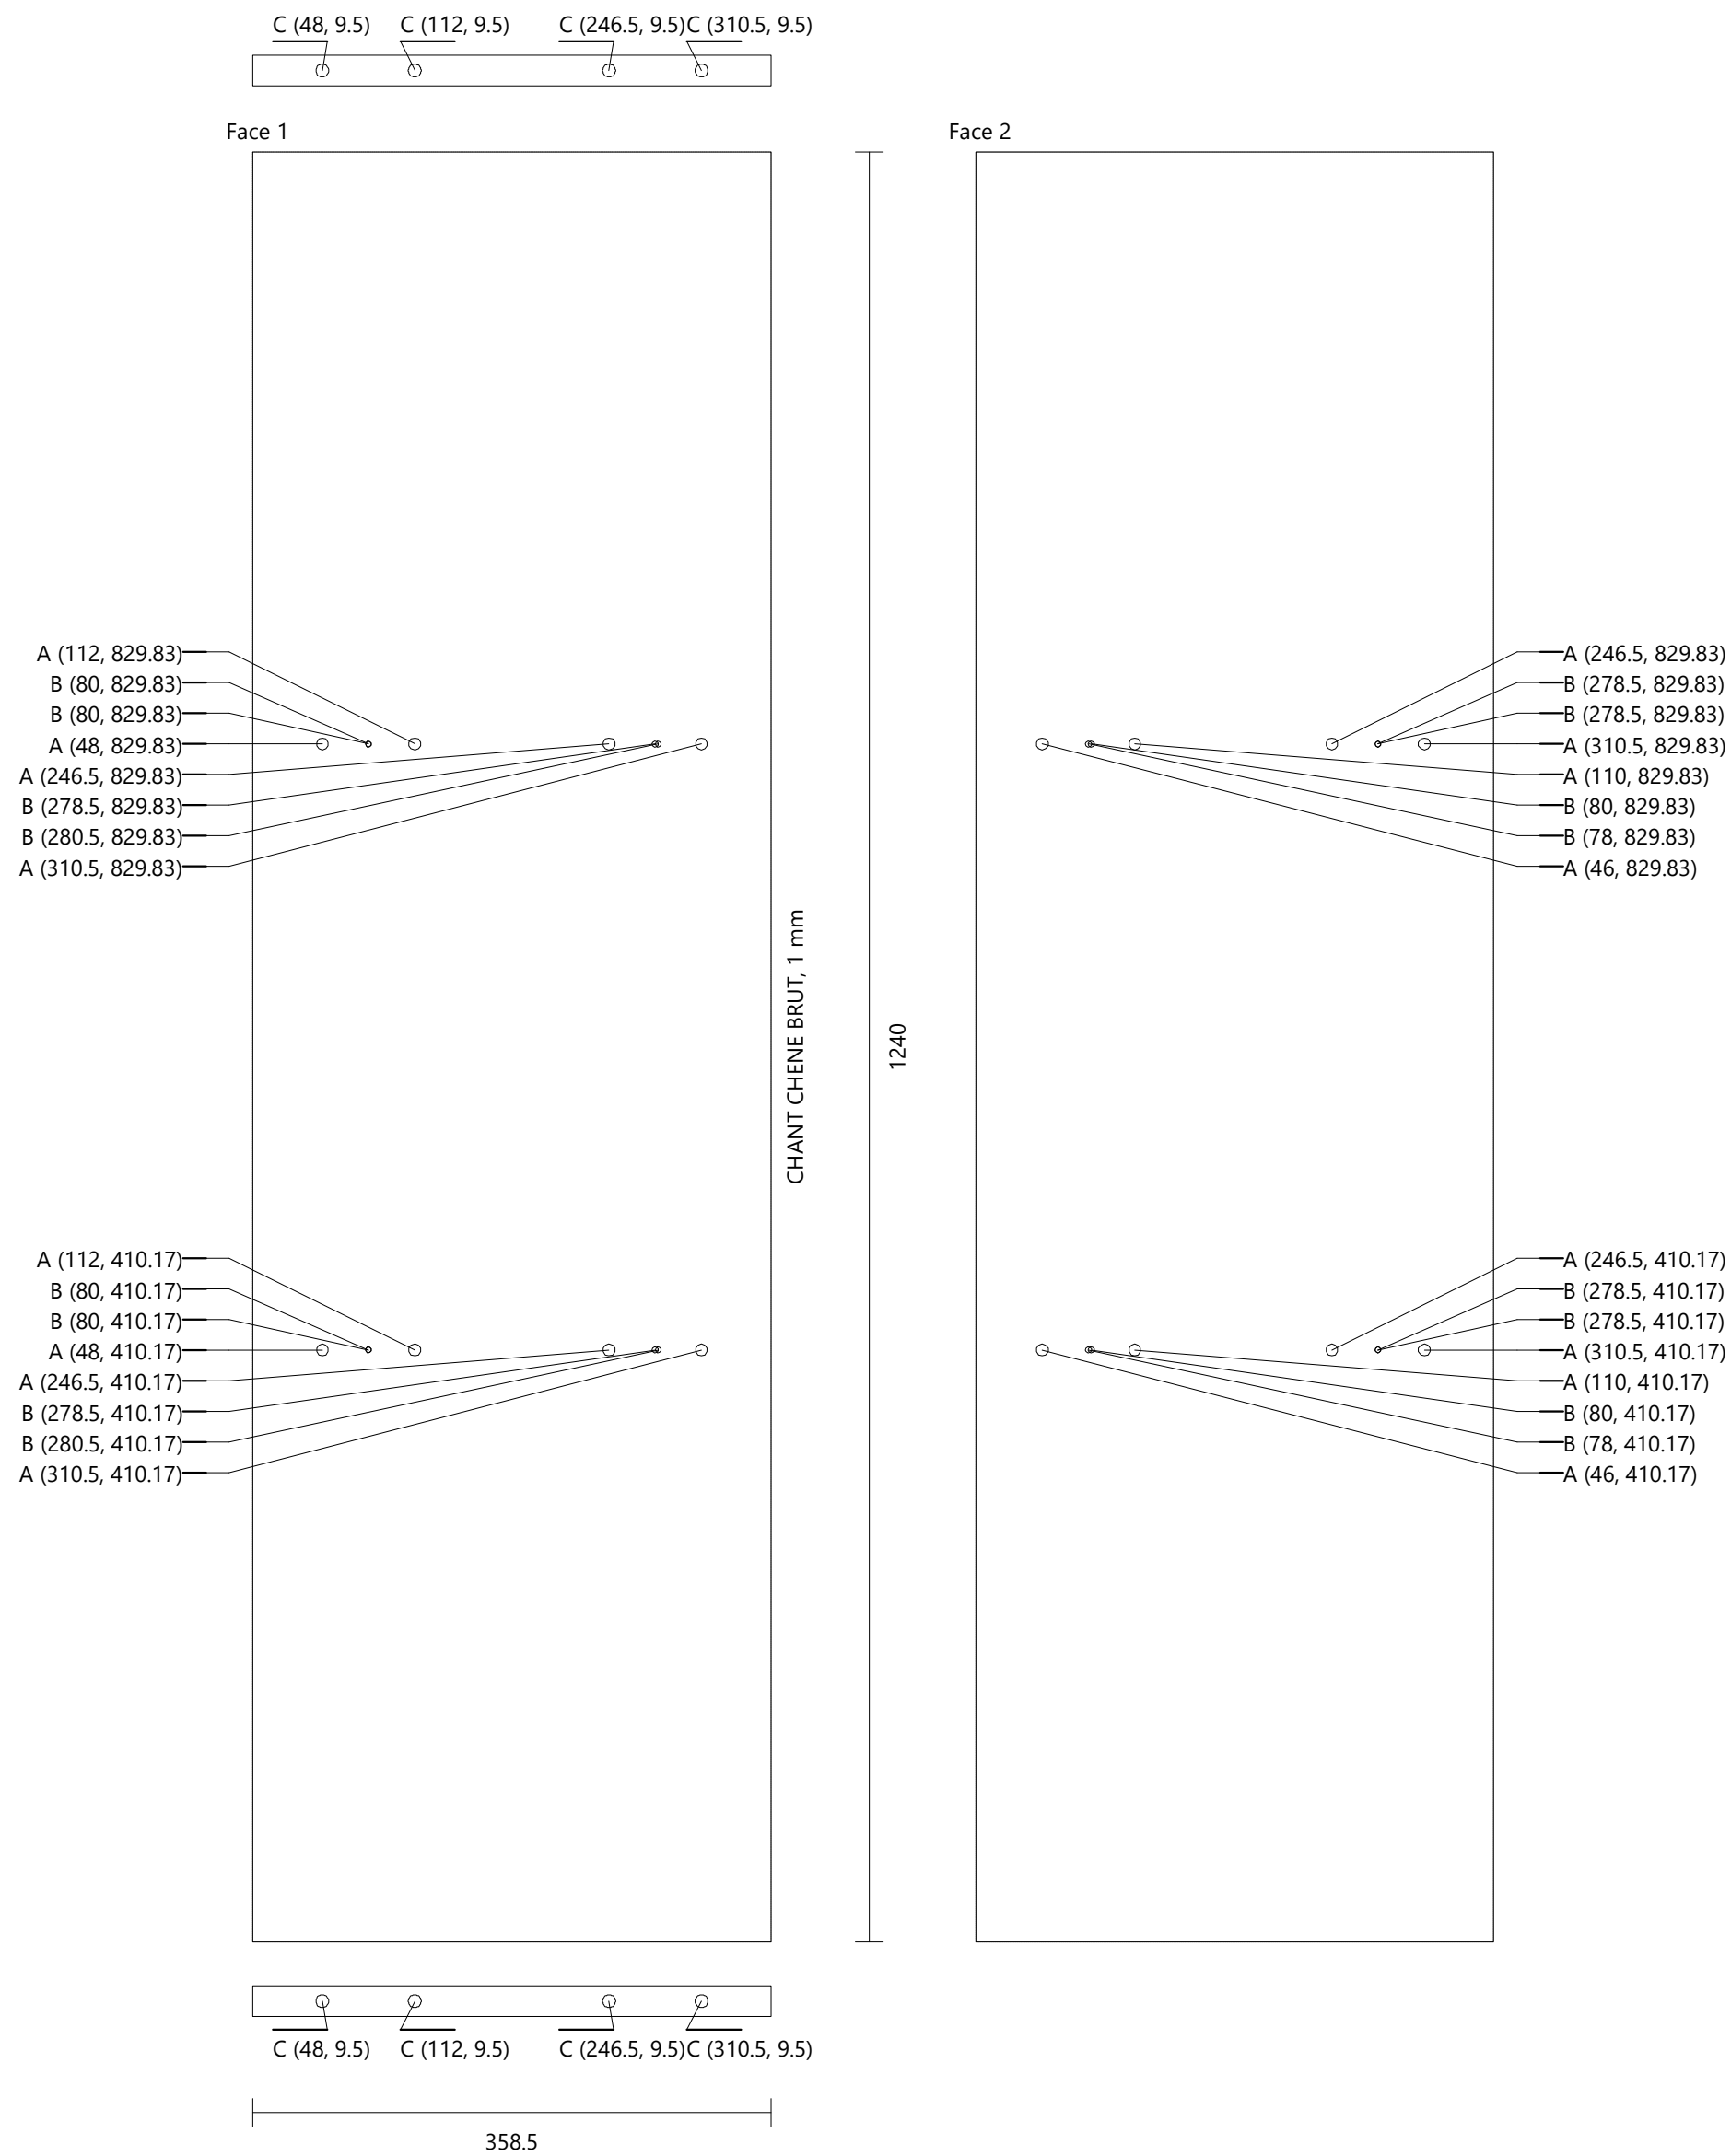 C (48, 9.5) C (112, 9.5) C (246.5, 9.5) C (310.5, 9.5)
Face 1
Face 2
A (112, 829.83)
B (80, 829.83)
B (80, 829.83)
A (48, 829.83)
A (246.5, 829.83)
B (278.5, 829.83)
B (280.5, 829.83)
A (310.5, 829.83)
A (246.5, 829.83)
B (278.5, 829.83)
B (278.5, 829.83)
A (310.5, 829.83)
A (110, 829.83)
B (80, 829.83)
B (78, 829.83)
A (46, 829.83)
CHANT CHENE BRUT, 1 mm
1240
A (112, 410.17)
B (80, 410.17)
B (80, 410.17)
A (48, 410.17)
A (246.5, 410.17)
B (278.5, 410.17)
B (280.5, 410.17)
A (310.5, 410.17)
A (246.5, 410.17)
B (278.5, 410.17)
B (278.5, 410.17)
A (310.5, 410.17)
A (110, 410.17)
B (80, 410.17)
B (78, 410.17)
A (46, 410.17)
C (48, 9.5) C (112, 9.5) C (246.5, 9.5) C (310.5, 9.5)
358.5